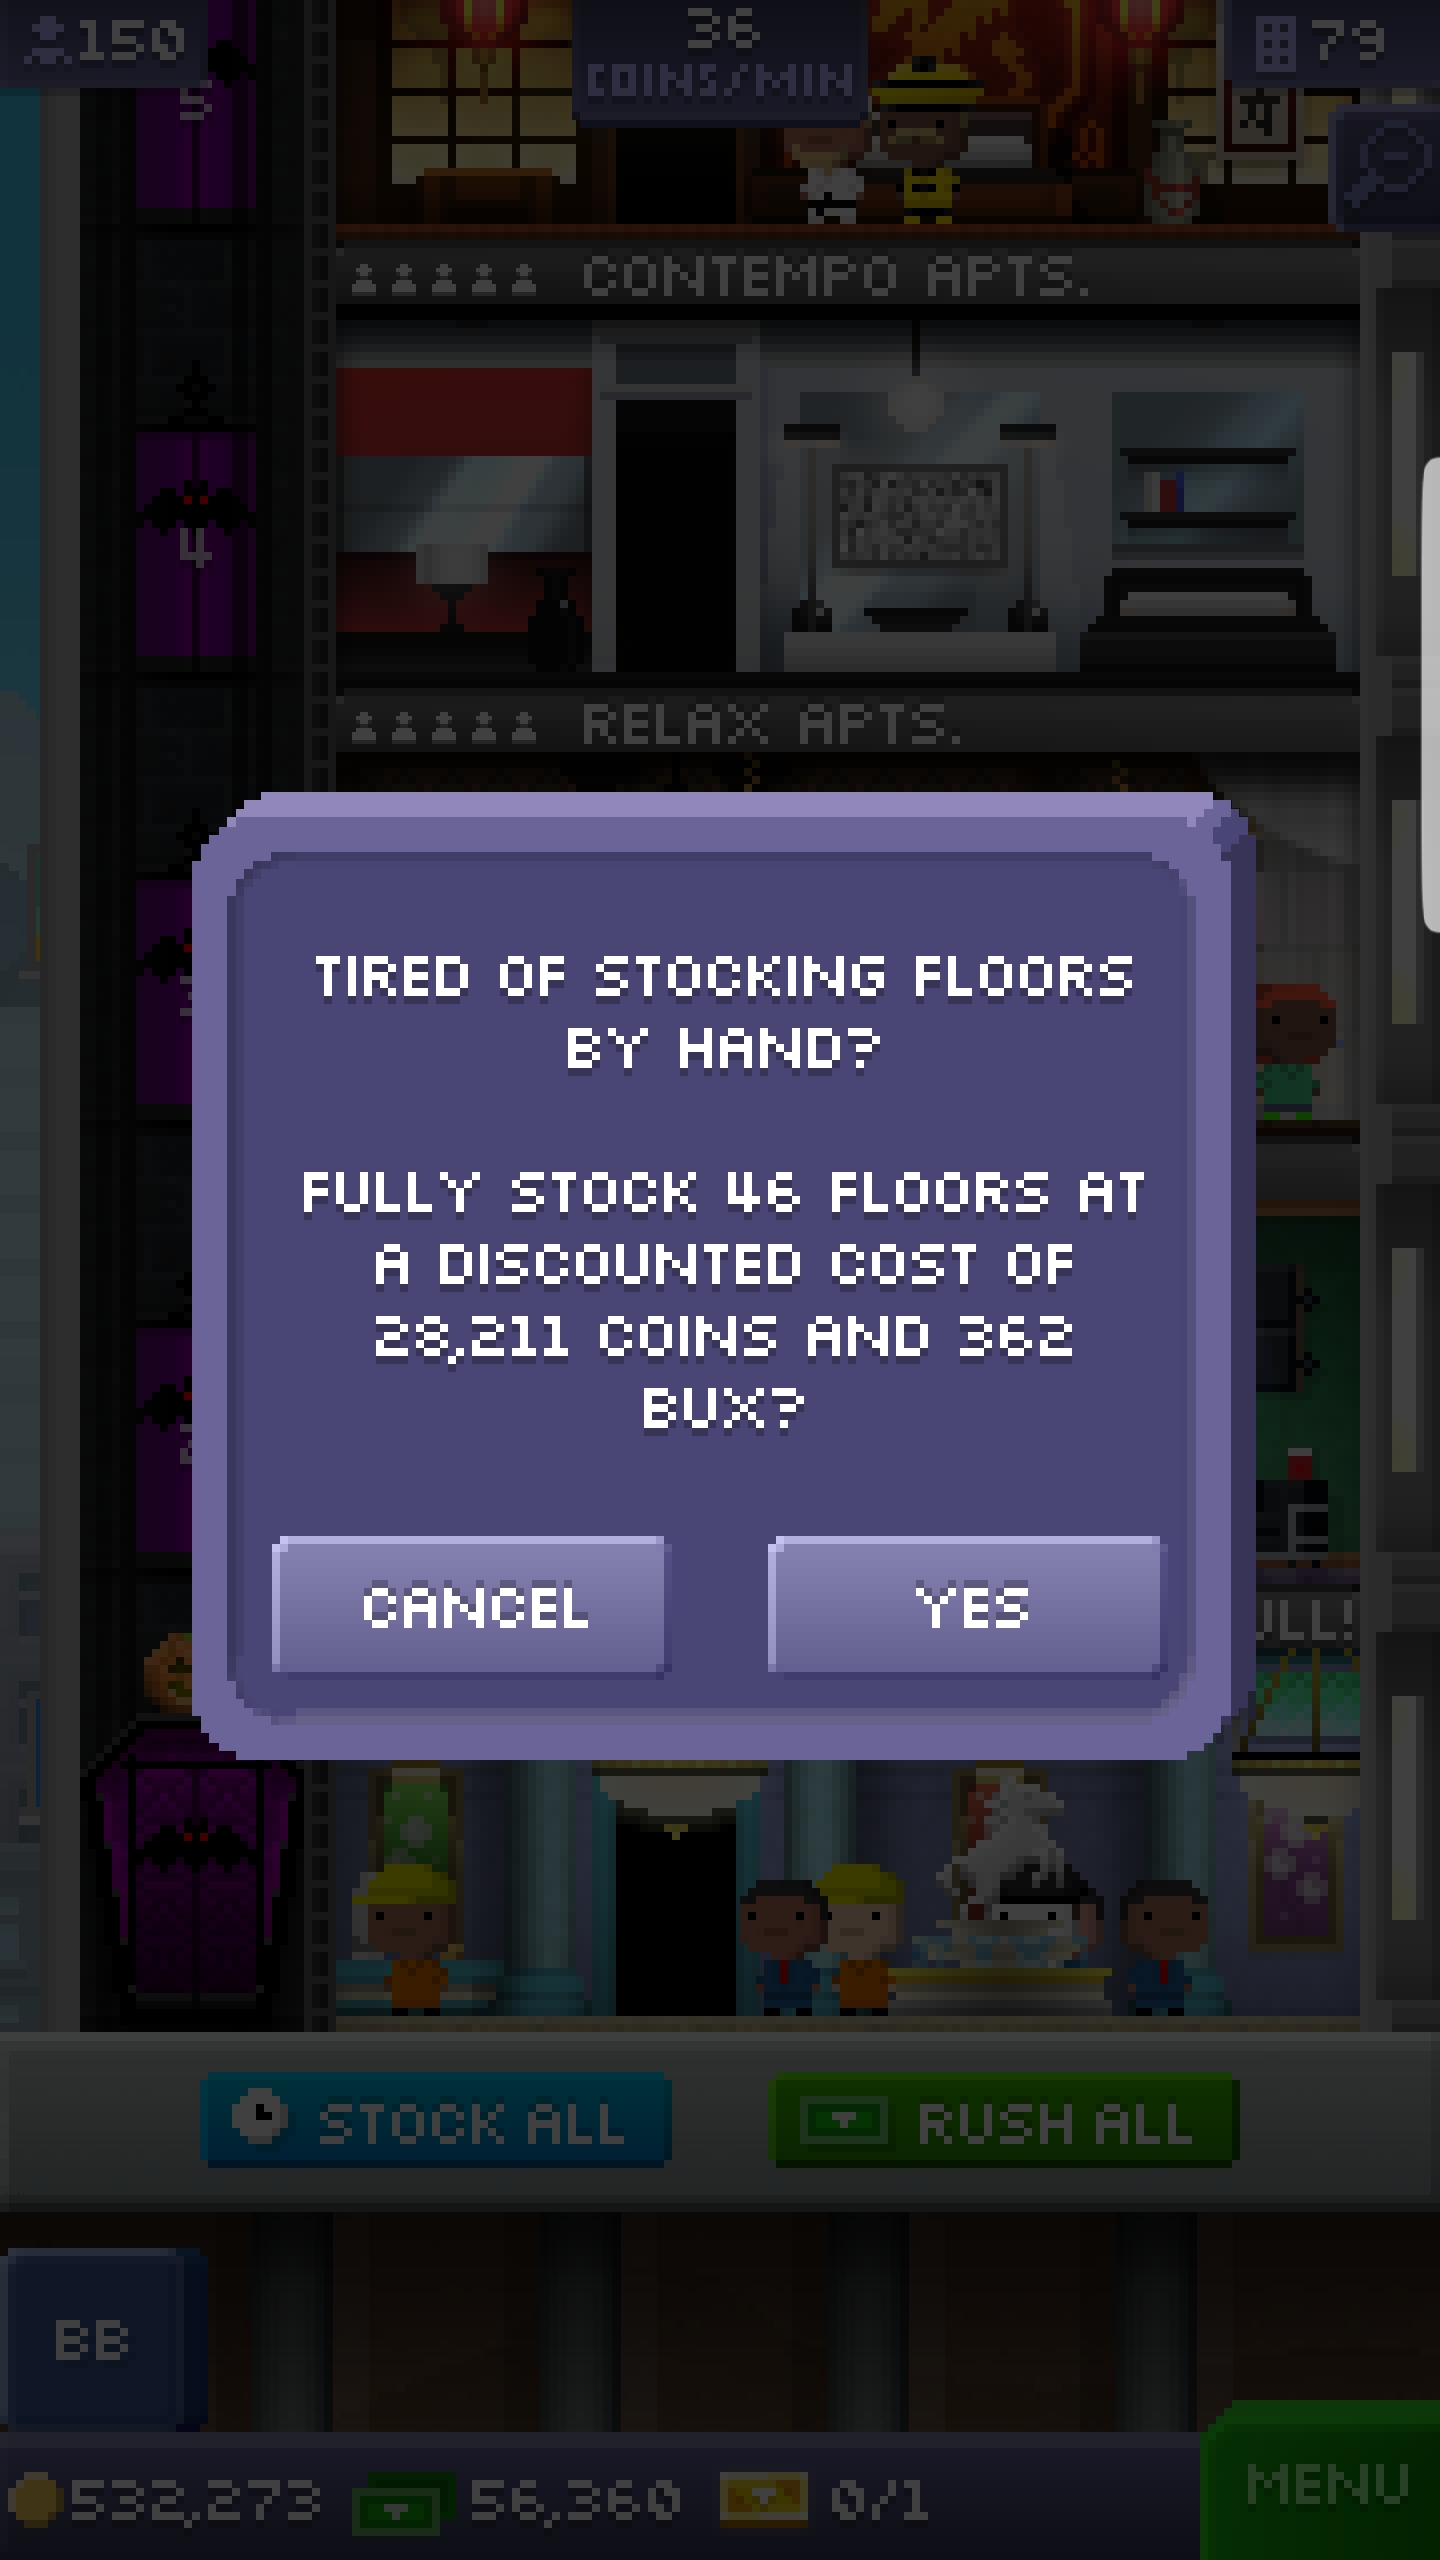 150
36
COINS/MIN
79
5
CONTEMPO APTS.
4
RELAX APTS.
TIRED OF STOCKING FLOORS
BY HAND?
FULLY STOCK 46 FLOORS AT
A DISCOUNTED COST OF
28,211 COINS AND 362
BUX?
CANCEL
YES
ULL!
STOCK ALL
RUSH ALL
BB
532,273
56,360
0/1
MENU